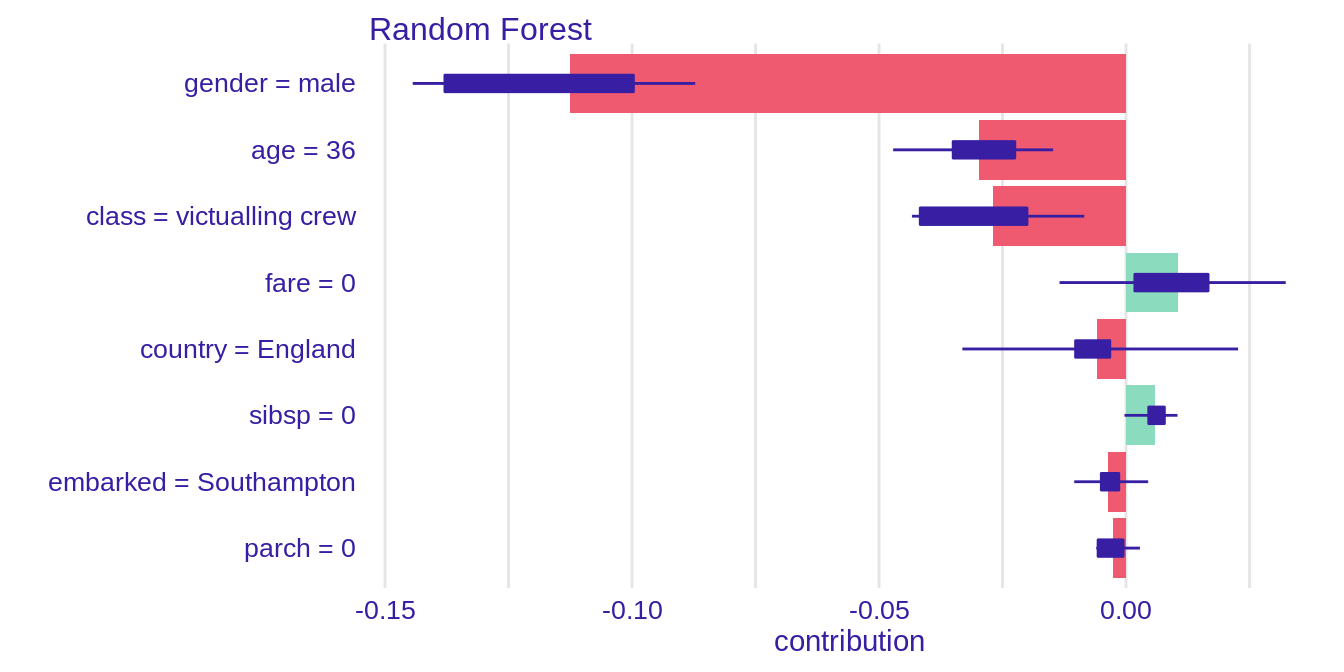 Random Forest
gender = male
age = 36
class = victualling crew
fare = 0
country = England
sibsp = 0
embarked = Southampton
parch = 0
-0.15 -0.10 -0.05 0.00
contribution